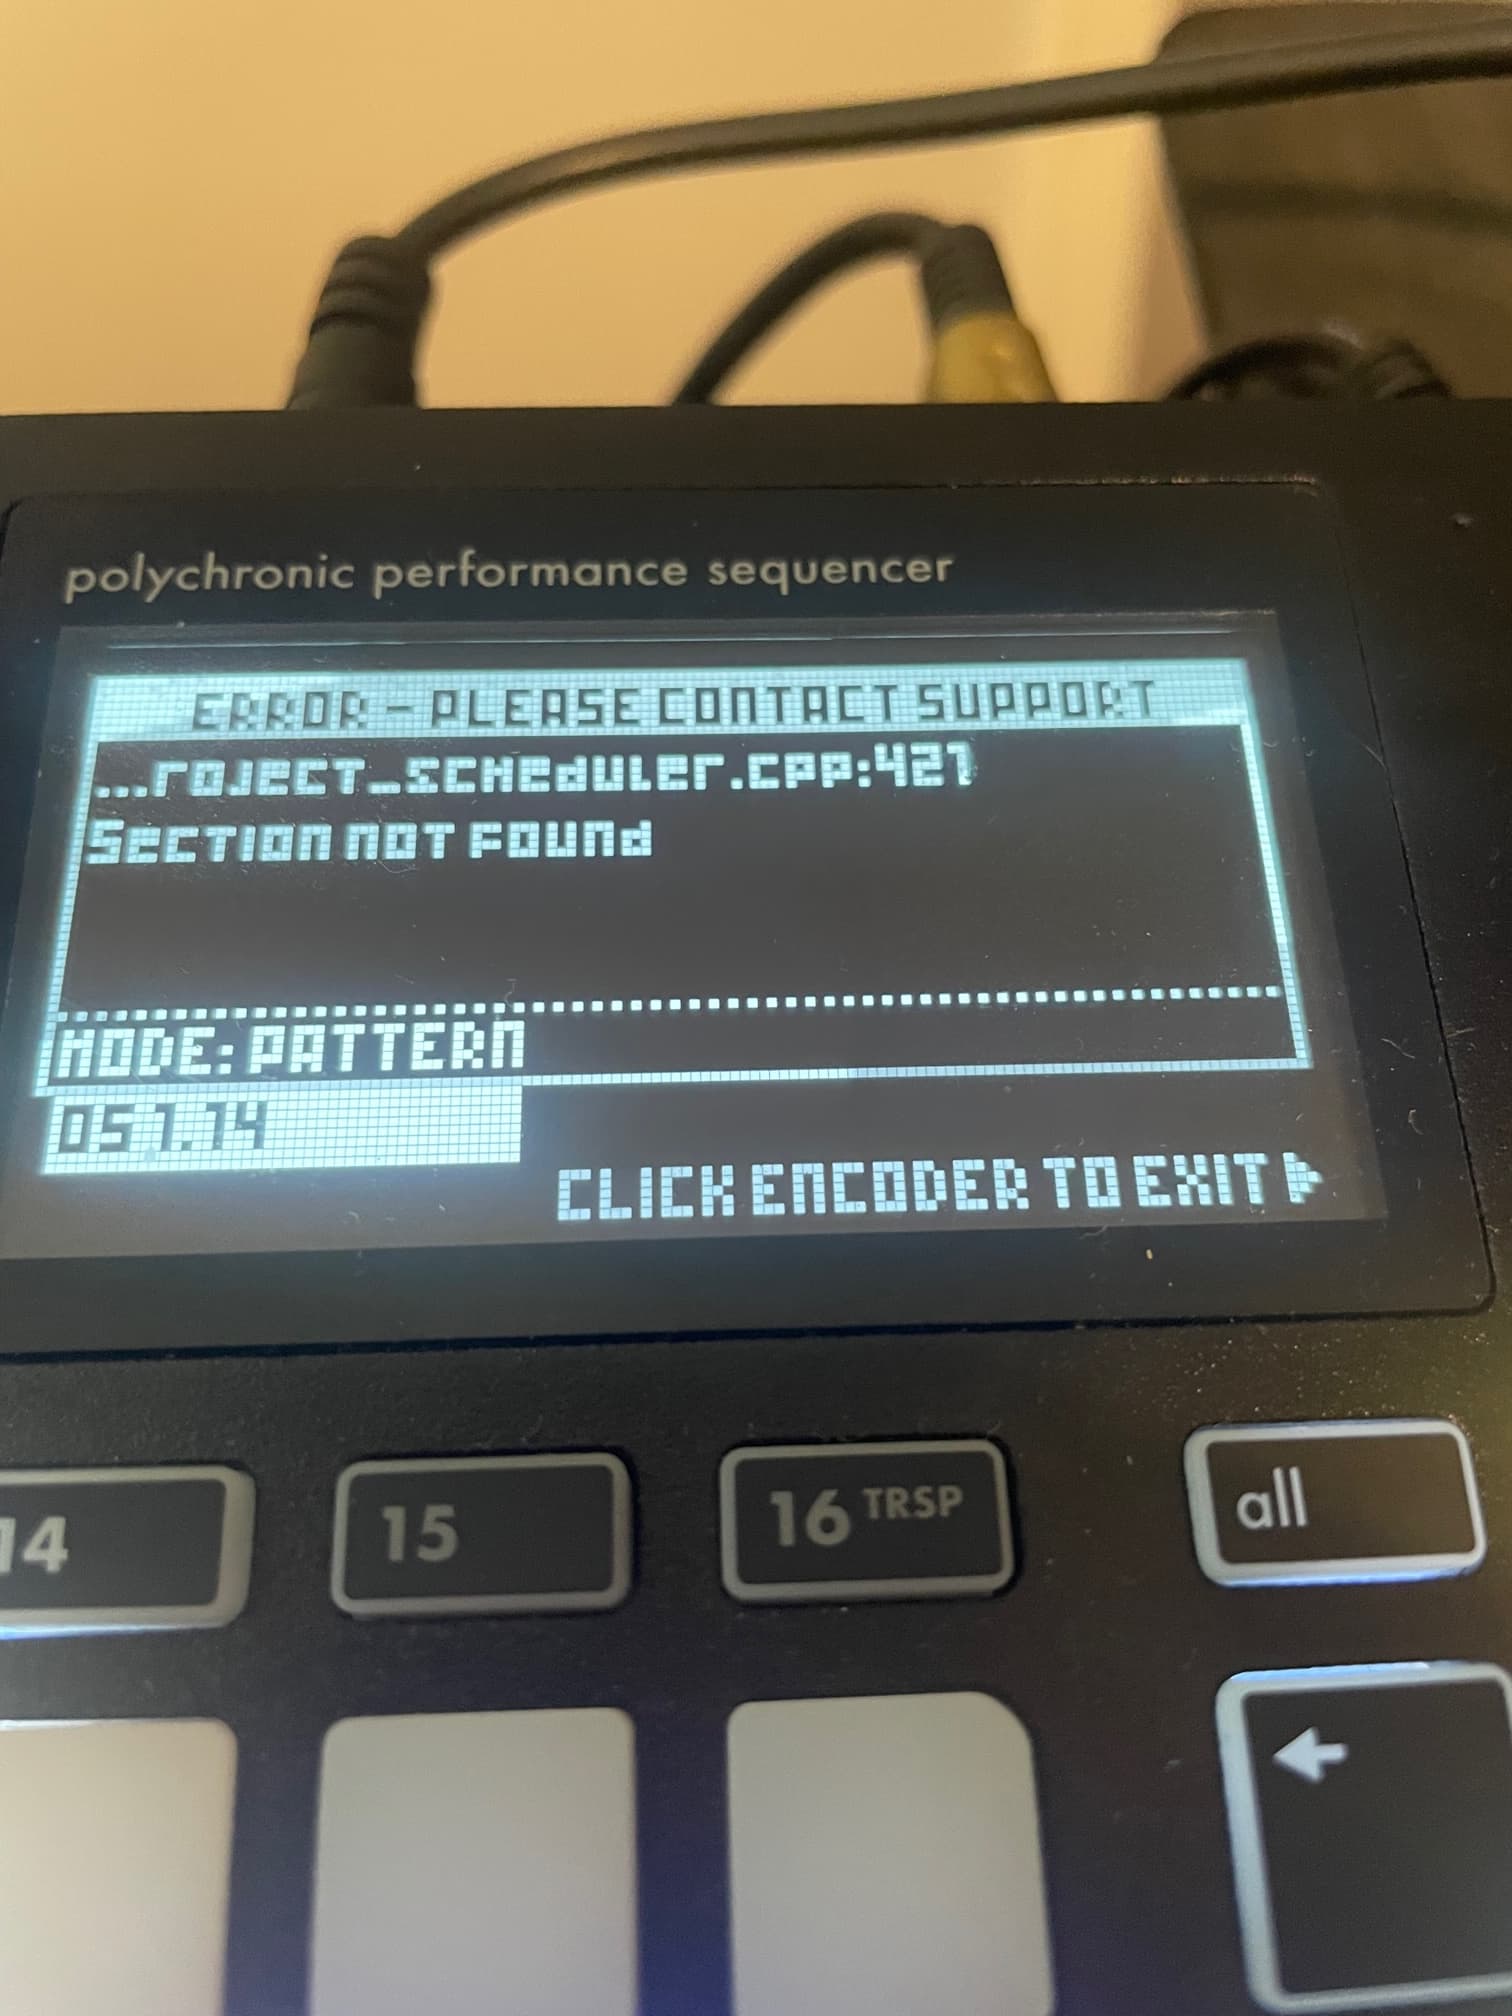 polychronic performance sequencer
ERROR - PLEASE CONTACT SUPPORT
...roject_scheduler.cpp:427
Section not found
MODE: PATTERN
OS 1.14
CLICK ENCODER TO EXIT
14
15
16 TRSP
all